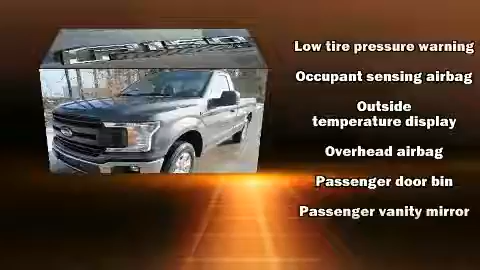 Low tire pressure warning
Occupant sensing airbag
Outside
temperature display
Overhead airbag
Passenger door bin
Passenger vanity mirror